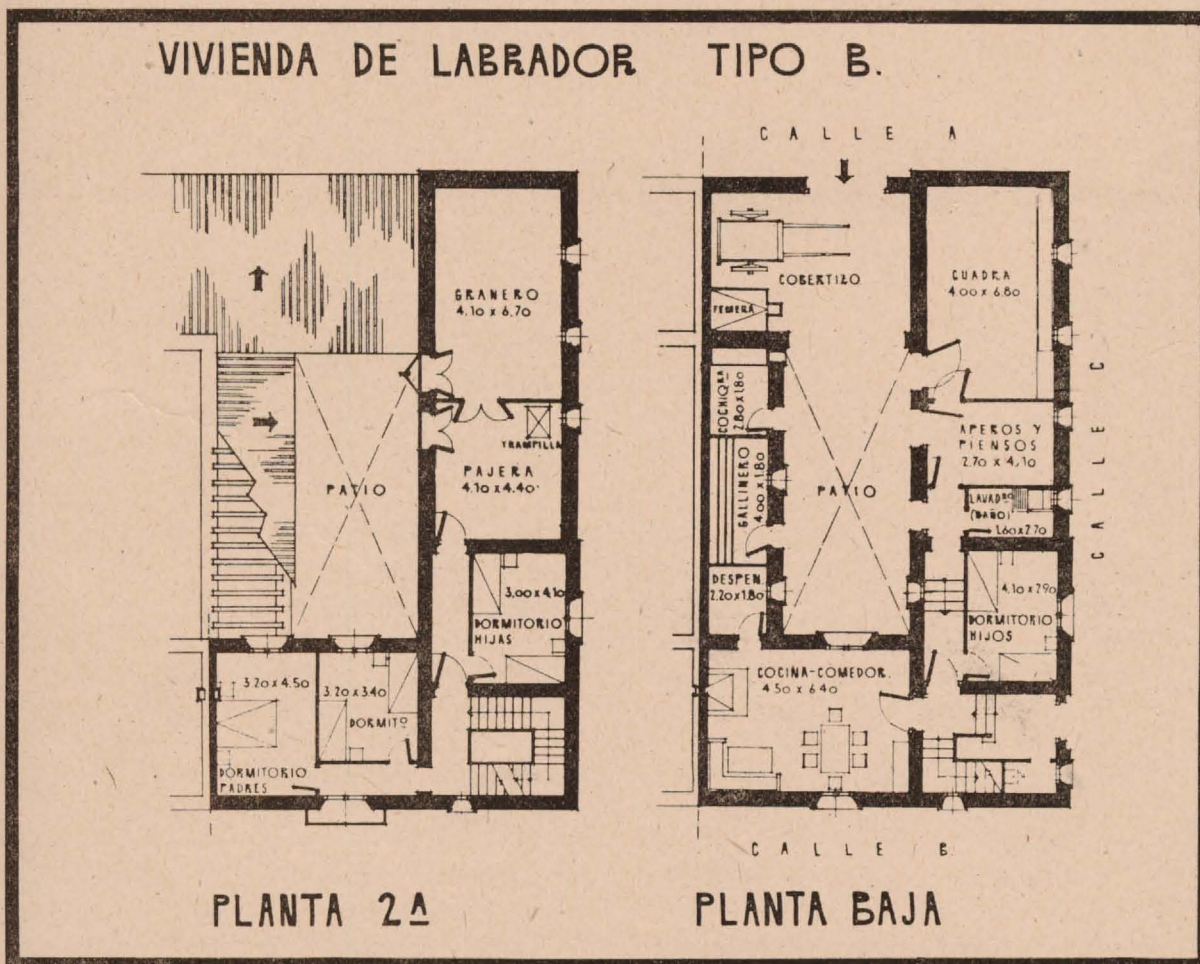 VIVIENDA DE LABRADOR TIPO B.
GRANERO
4.10 x 6.70
TRAMPILLA
PAJERA
4.10 x 4.40
PATIO
3.00 x 4.10
DORMITORIO
HIJAS
3.20 x 4.50
3.20 x 3.40
DORMITº
DORMITORIO
PADRES
PLANTA 2ª
CALLE A
COBERTIZO
FEMERA
CUADRA
4.00 x 6.80
CALLE C
COCHIQRA
2.80 x 1.80
GALLINERO
4.00 x 1.80
PATIO
APEROS Y
PIENSOS
2.70 x 4.10
LAVADRO
(BAÑO)
1.60 x 2.70
DESPEN.
2.20 x 1.80
4.10 x 2.90
DORMITORIO
HIJOS
COCINA-COMEDOR.
4.50 x 6.40
CALLE B
PLANTA BAJA